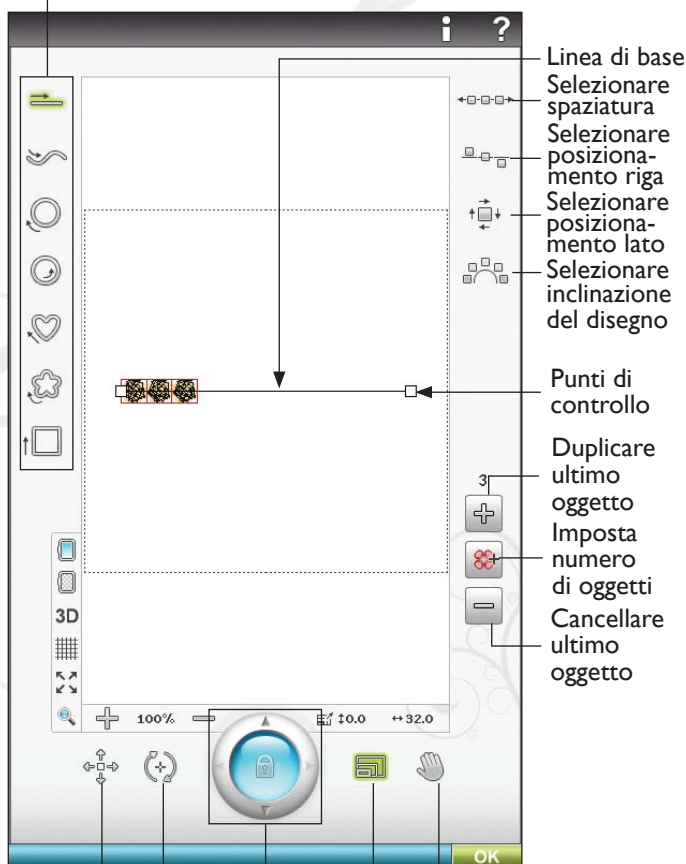 i ?
Linea di base
Selezionare
spaziatura
Selezionare
posiziona-
mento riga
Selezionare
posiziona-
mento lato
Selezionare
inclinazione
del disegno
Punti di
controllo
Duplicare
ultimo
oggetto
3
Imposta
numero
di oggetti
Cancellare
ultimo
oggetto
3D
100% 0.0 32.0
OK